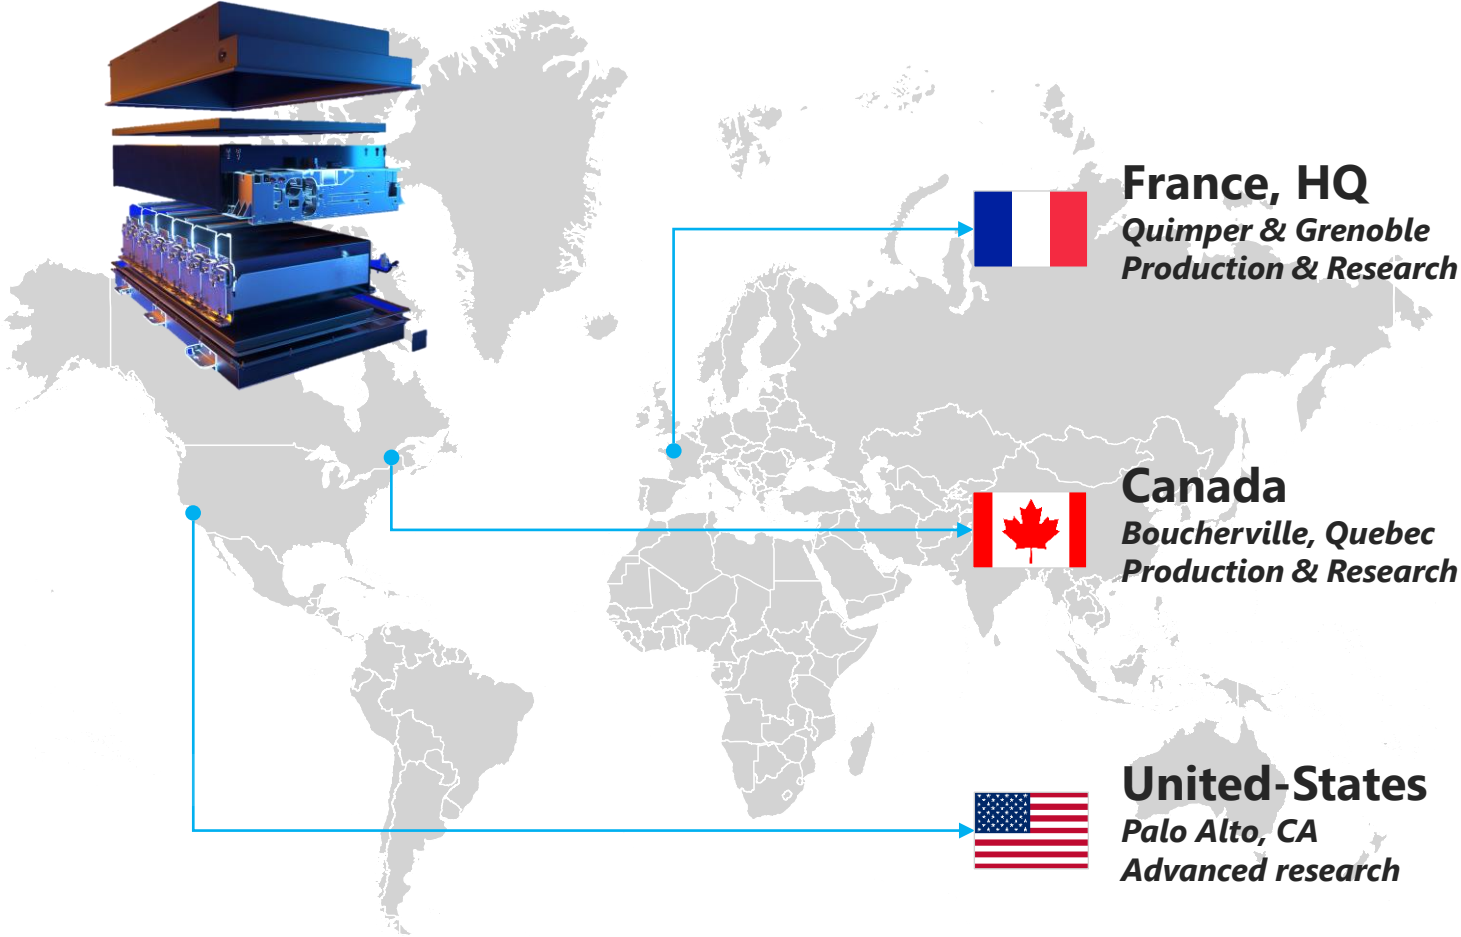 France, HQ
Quimper & Grenoble
Production & Research
Canada
Boucherville, Quebec
Production & Research
United-States
Palo Alto, CA
Advanced research